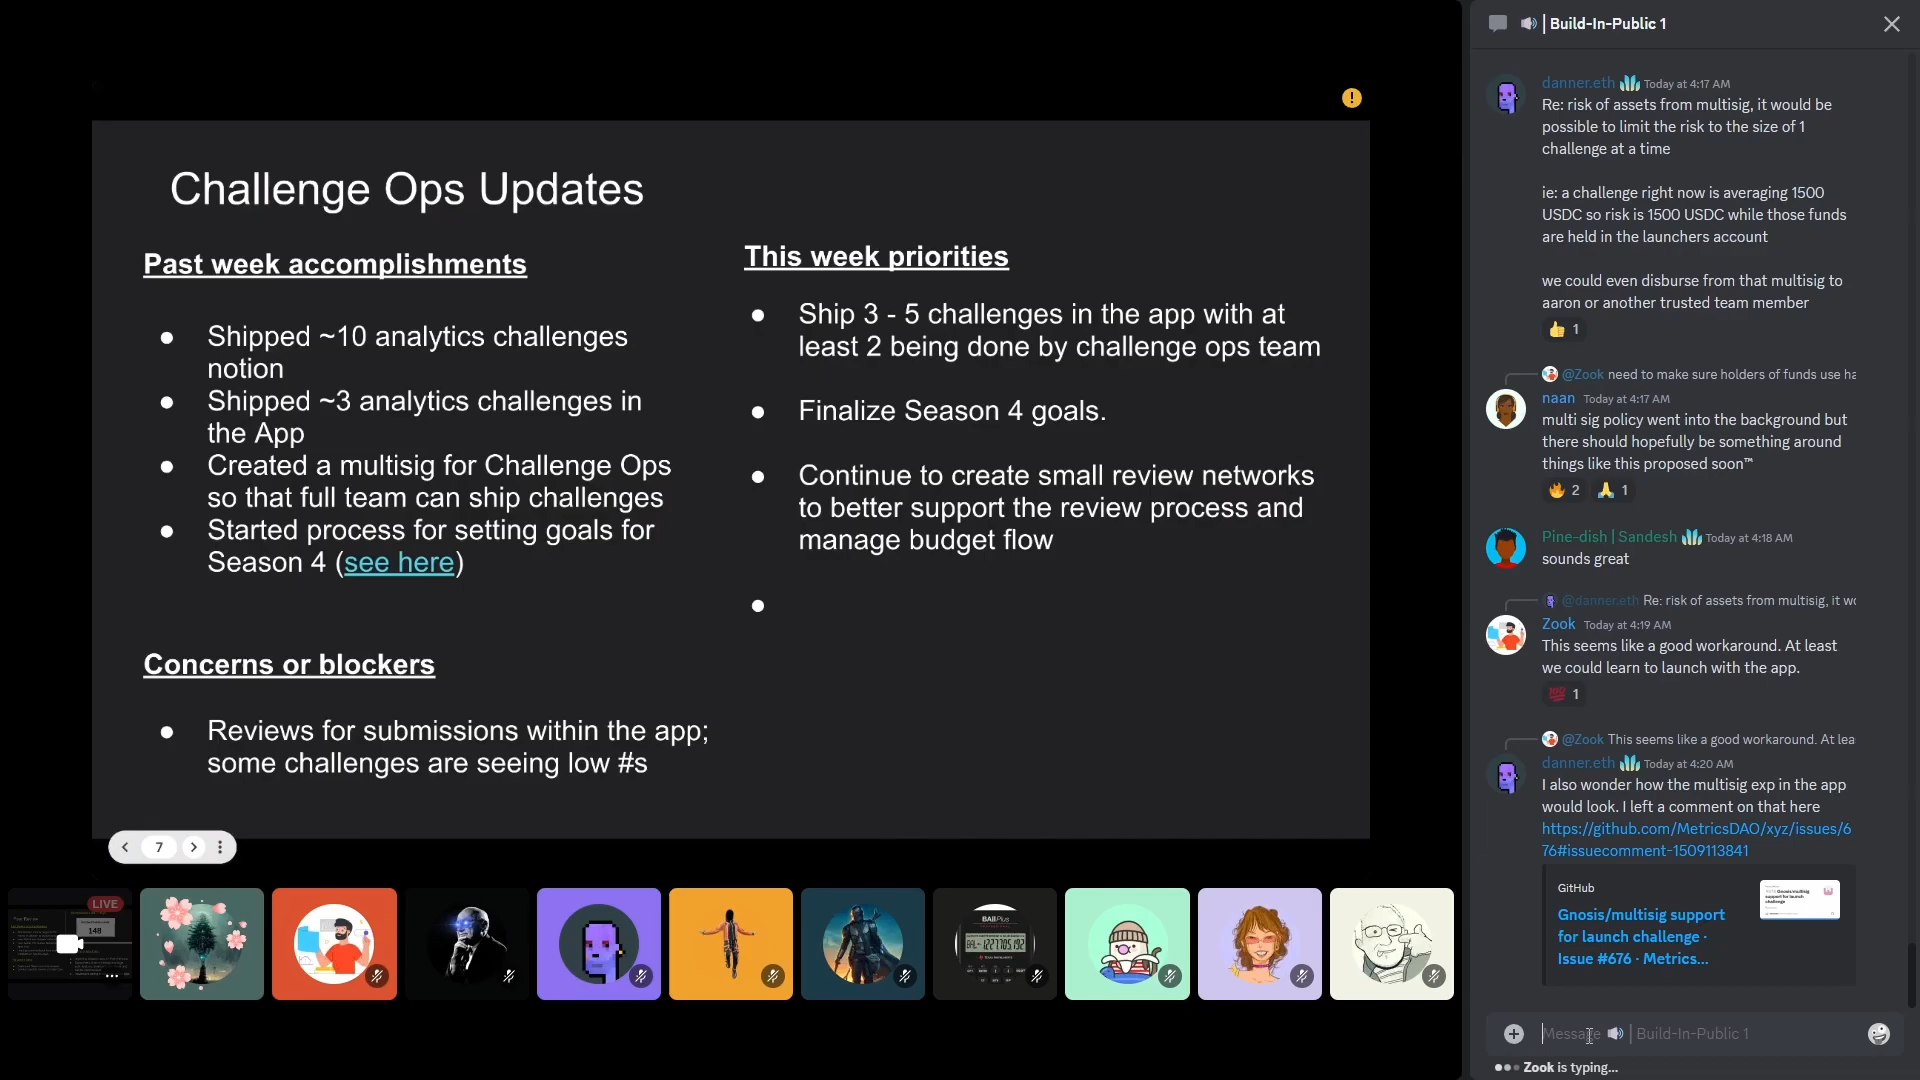 Challenge Ops Updates
Past week accomplishments
● Shipped ~10 analytics challenges
notion
● Shipped ~3 analytics challenges in
the App
● Created a multisig for Challenge Ops
so that full team can ship challenges
● Started process for setting goals for
Season 4 (see here)
Concerns or blockers
● Reviews for submissions within the app;
some challenges are seeing low #s
This week priorities
● Ship 3 - 5 challenges in the app with at
least 2 being done by challenge ops team
● Finalize Season 4 goals.
● Continue to create small review networks
to better support the review process and
manage budget flow
●
7
LIVE
148
BAII Plus
Build-In-Public 1
danner.eth Today at 4:17 AM
Re: risk of assets from multisig, it would be
possible to limit the risk to the size of 1
challenge at a time
ie: a challenge right now is averaging 1500
USDC so risk is 1500 USDC while those funds
are held in the launchers account
we could even disburse from that multisig to
aaron or another trusted team member
👍 1
@Zook need to make sure holders of funds use ha
naan Today at 4:17 AM
multi sig policy went into the background but
there should hopefully be something around
things like this proposed soon™
🔥 2 🙏 1
Pine-dish | Sandesh Today at 4:18 AM
sounds great
@danner.eth Re: risk of assets from multisig, it wo
Zook Today at 4:19 AM
This seems like a good workaround. At least
we could learn to launch with the app.
💯 1
@Zook This seems like a good workaround. At lea
danner.eth Today at 4:20 AM
I also wonder how the multisig exp in the app
would look. I left a comment on that here
https://github.com/MetricsDAO/xyz/issues/6
76#issuecomment-1509113841
GitHub
Gnosis/multisig support
for launch challenge ·
Issue #676 · Metrics...
Message | Build-In-Public 1
Zook is typing...